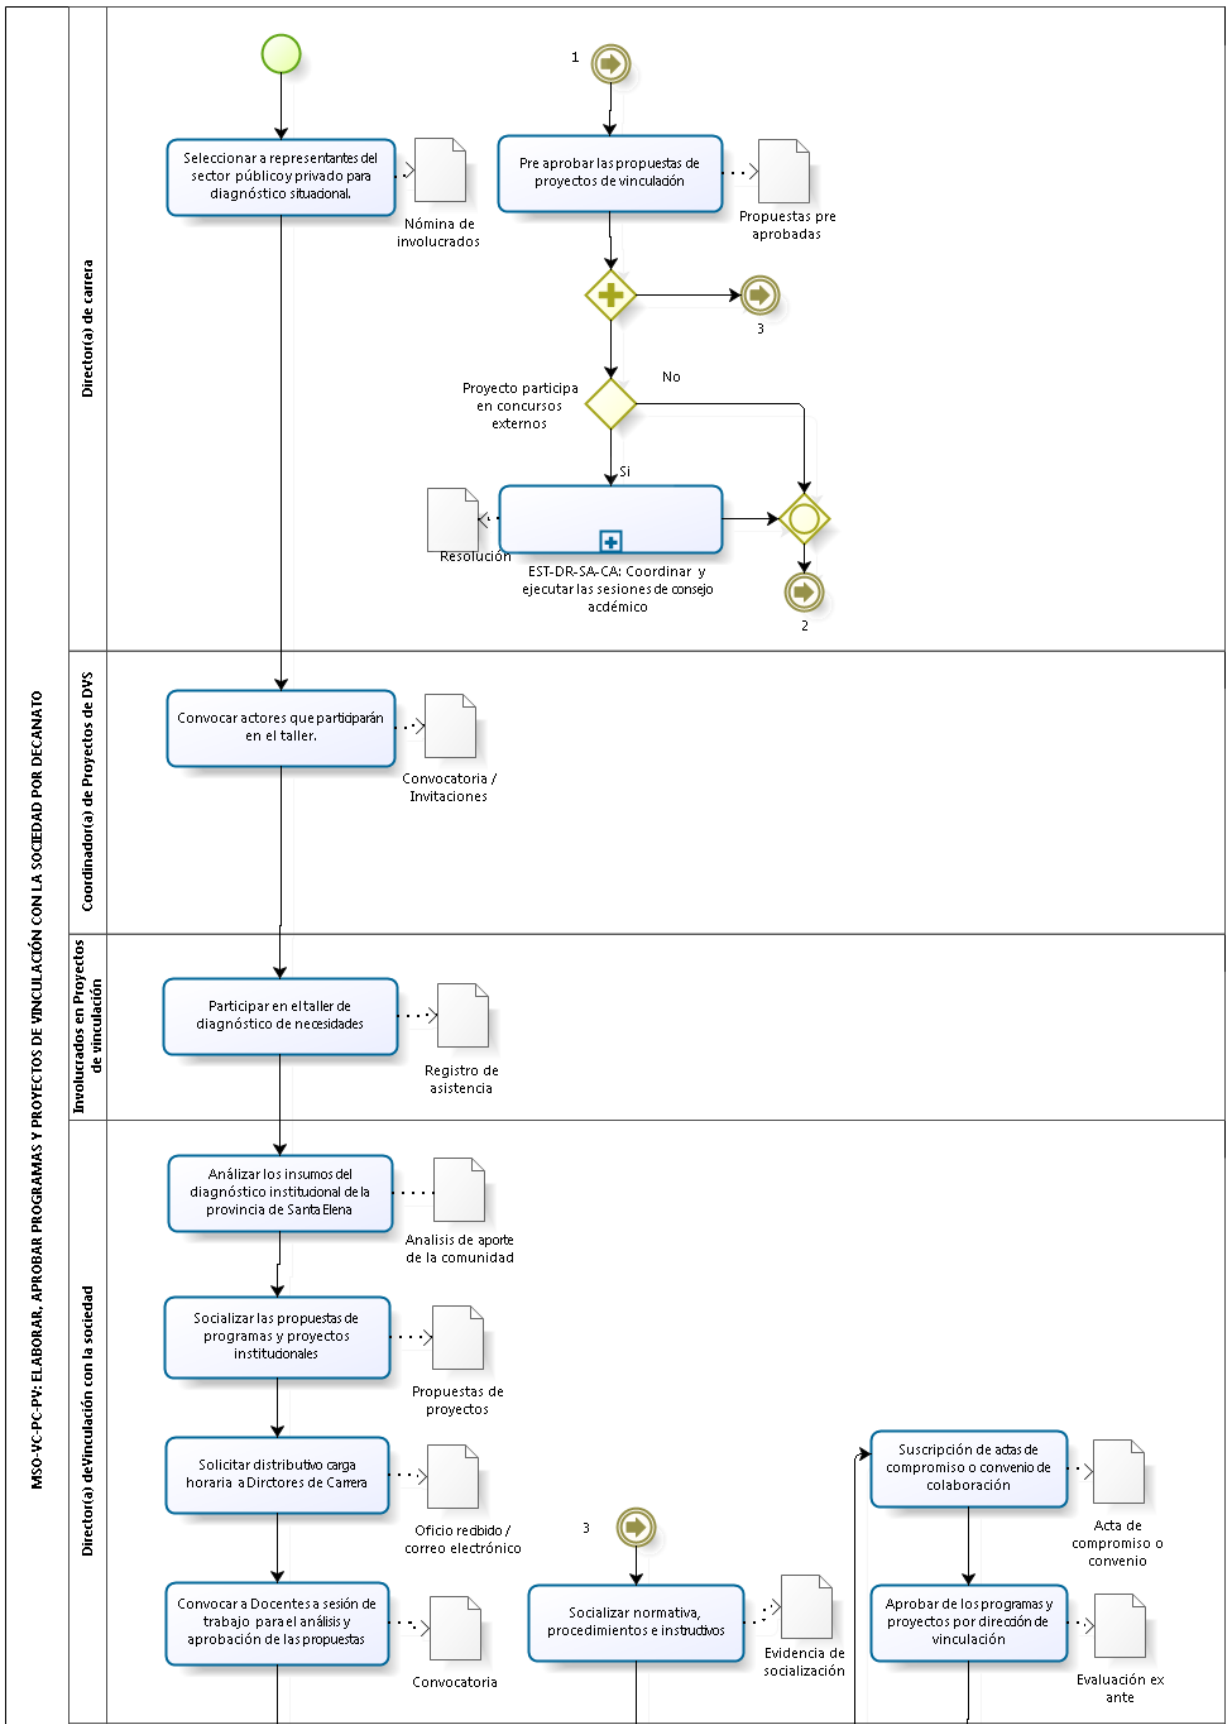 MSO-VC-PC-PV: ELABORAR, APROBAR PROGRAMAS Y PROYECTOS DE VINCULACIÓN CON LA SOCIEDAD POR DECANATO
Director(a) de carrera
Seleccionar a representantes del
sector público y privado para
diagnóstico situacional.
Nómina de
involucrados
1
Pre aprobar las propuestas de
proyectos de vinculación
Propuestas pre
aprobadas
3
Proyecto participa
en concursos
externos
No
Si
Resolución
EST-DR-SA-CA: Coordinar y
ejecutar las sesiones de consejo
acdémico
2
Coordinador(a) de Proyectos de DVS
Convocar actores que participarán
en el taller.
Convocatoria /
Invitaciones
Involucrados en Proyectos
de vinculación
Participar en el taller de
diagnóstico de necesidades
Registro de
asistencia
Director(a) deVinculación con la sociedad
Análizar los insumos del
diagnóstico institucional de la
provincia de Santa Elena
Analisis de aporte
de la comunidad
Socializar las propuestas de
programas y proyectos
institucionales
Propuestas de
proyectos
Solicitar distributivo carga
horaria a Dirctores de Carrera
Oficio recibido /
correo electrónico
Convocar a Docentes a sesión de
trabajo para el análisis y
aprobación de las propuestas
Convocatoria
3
Socializar normativa,
procedimientos e instructivos
Evidencia de
socialización
Suscripción de actas de
compromiso o convenio de
colaboración
Acta de
compromiso o
convenio
Aprobar de los programas y
proyectos por dirección de
vinculación
Evaluación ex
ante